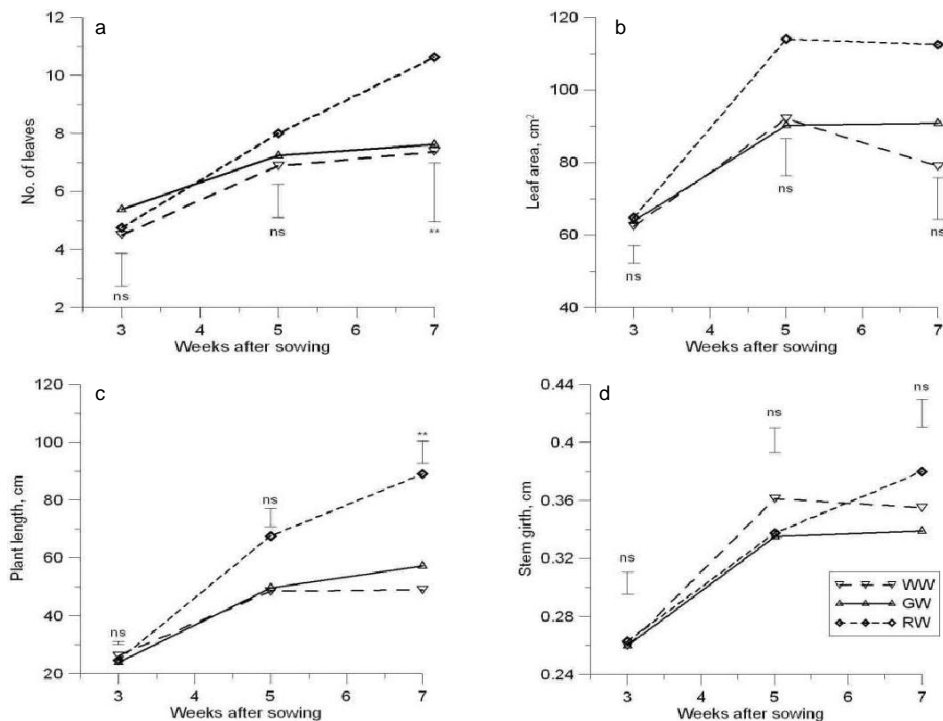 a
12
10
8
6
4
2
No. of leaves
ns
ns
**
3 4 5 6 7
Weeks after sowing
b
120
100
80
60
40
Leaf area, cm²
ns
ns
ns
3 4 5 6 7
Weeks after sowing
c
120
100
80
60
40
20
Plant length, cm
ns
ns
**
3 4 5 6 7
Weeks after sowing
d
0.44
0.4
0.36
0.32
0.28
0.24
Stem girth, cm
ns
ns
ns
WW
GW
RW
3 4 5 6 7
Weeks after sowing